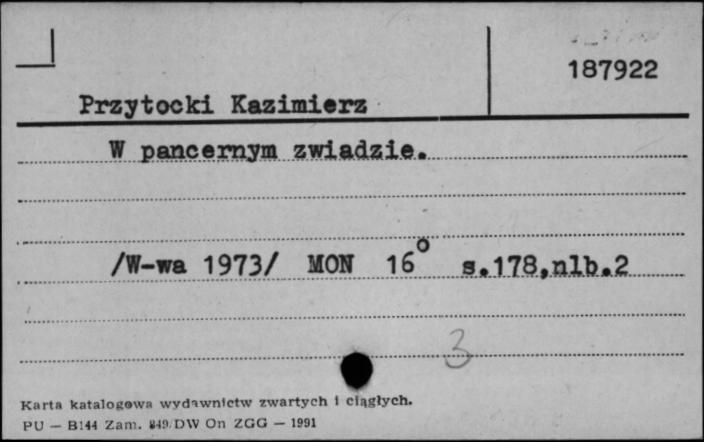 187922
Przytocki Kazimierz
W pancernym zwiadzie.
/W-wa 1973/ MON 16° s.178,nlb.2
3
Karta katalogowa wydawnictw zwartych i ciągłych.
PU — B144 Zam. 849/DW On ZGG — 1991